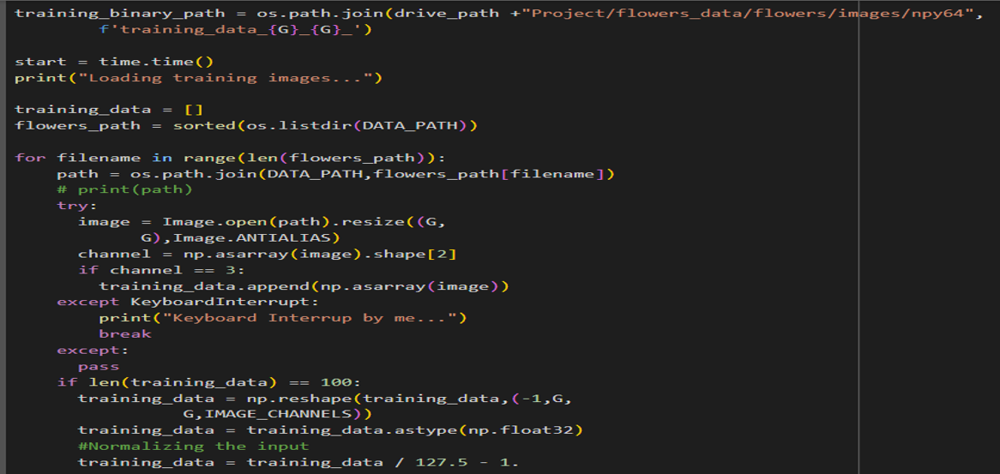 training_binary_path = os.path.join(drive_path +"Project/flowers_data/flowers/images/npy64",
            f'training_data_{G}_{G}_')

start = time.time()
print("Loading training images...")

training_data = []
flowers_path = sorted(os.listdir(DATA_PATH))

for filename in range(len(flowers_path)):
      path = os.path.join(DATA_PATH,flowers_path[filename])
      # print(path)
      try:
         image = Image.open(path).resize((G,
                  G),Image.ANTIALIAS)
         channel = np.asarray(image).shape[2]
         if channel == 3:
            training_data.append(np.asarray(image))
      except KeyboardInterrupt:
            print("Keyboard Interrup by me...")
            break
      except:
         pass
      if len(training_data) == 100:
         training_data = np.reshape(training_data,(-1,G,
                        G,IMAGE_CHANNELS))
         training_data = training_data.astype(np.float32)
         #Normalizing the input
         training_data = training_data / 127.5 - 1.